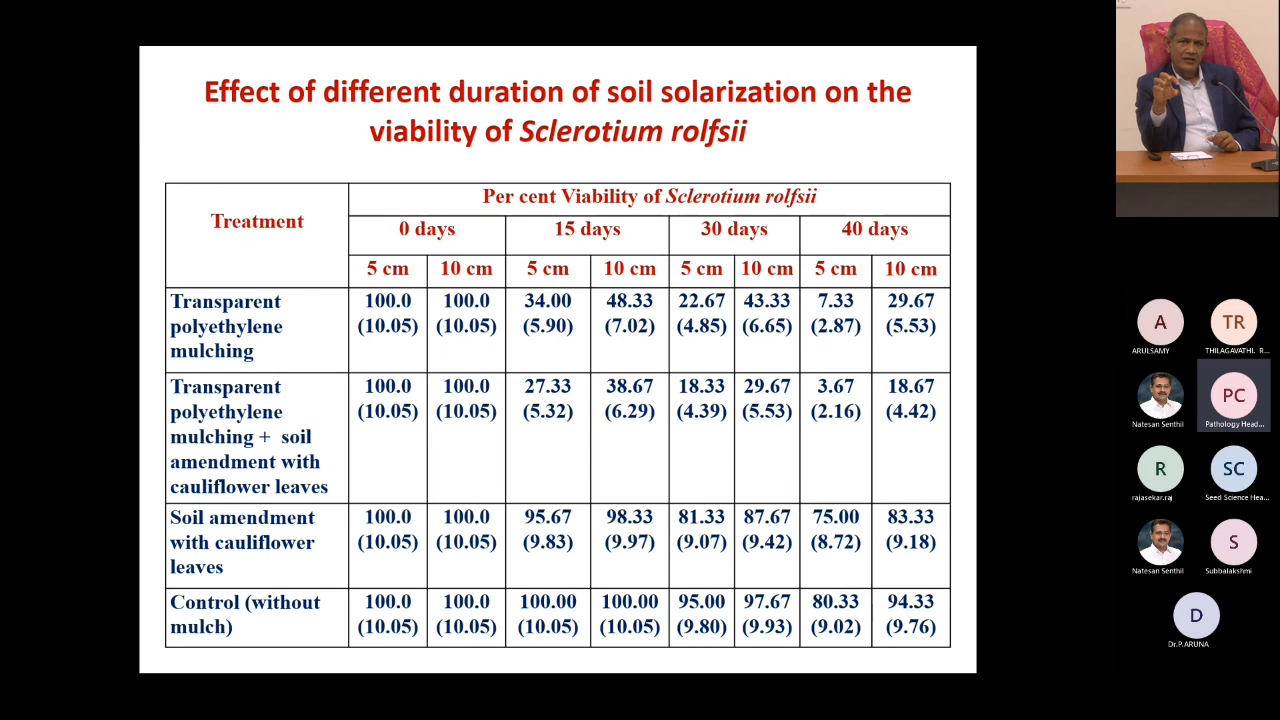 Effect of different duration of soil solarization on the
viability of Sclerotium rolfsii
Treatment
Per cent Viability of Sclerotium rolfsii
0 days 15 days 30 days 40 days
5 cm 10 cm 5 cm 10 cm 5 cm 10 cm 5 cm 10 cm
Transparent 100.0 100.0 34.00 48.33 22.67 43.33 7.33 29.67
polyethylene (10.05) (10.05) (5.90) (7.02) (4.85) (6.65) (2.87) (5.53)
mulching
Transparent 100.0 100.0 27.33 38.67 18.33 29.67 3.67 18.67
polyethylene (10.05) (10.05) (5.32) (6.29) (4.39) (5.53) (2.16) (4.42)
mulching + soil
amendment with
cauliflower leaves
Soil amendment 100.0 100.0 95.67 98.33 81.33 87.67 75.00 83.33
with cauliflower (10.05) (10.05) (9.83) (9.97) (9.07) (9.42) (8.72) (9.18)
leaves
Control (without 100.0 100.0 100.00 100.00 95.00 97.67 80.33 94.33
mulch) (10.05) (10.05) (10.05) (10.05) (9.80) (9.93) (9.02) (9.76)
A TR
ARULSAMY THILAGAVATHI. R...
PC
Natesan Senthil Pathology Head...
R SC
rajasekar.raj Seed Science Hea...
S
Natesan Senthil Subbalakshmi
D
Dr.P.ARUNA